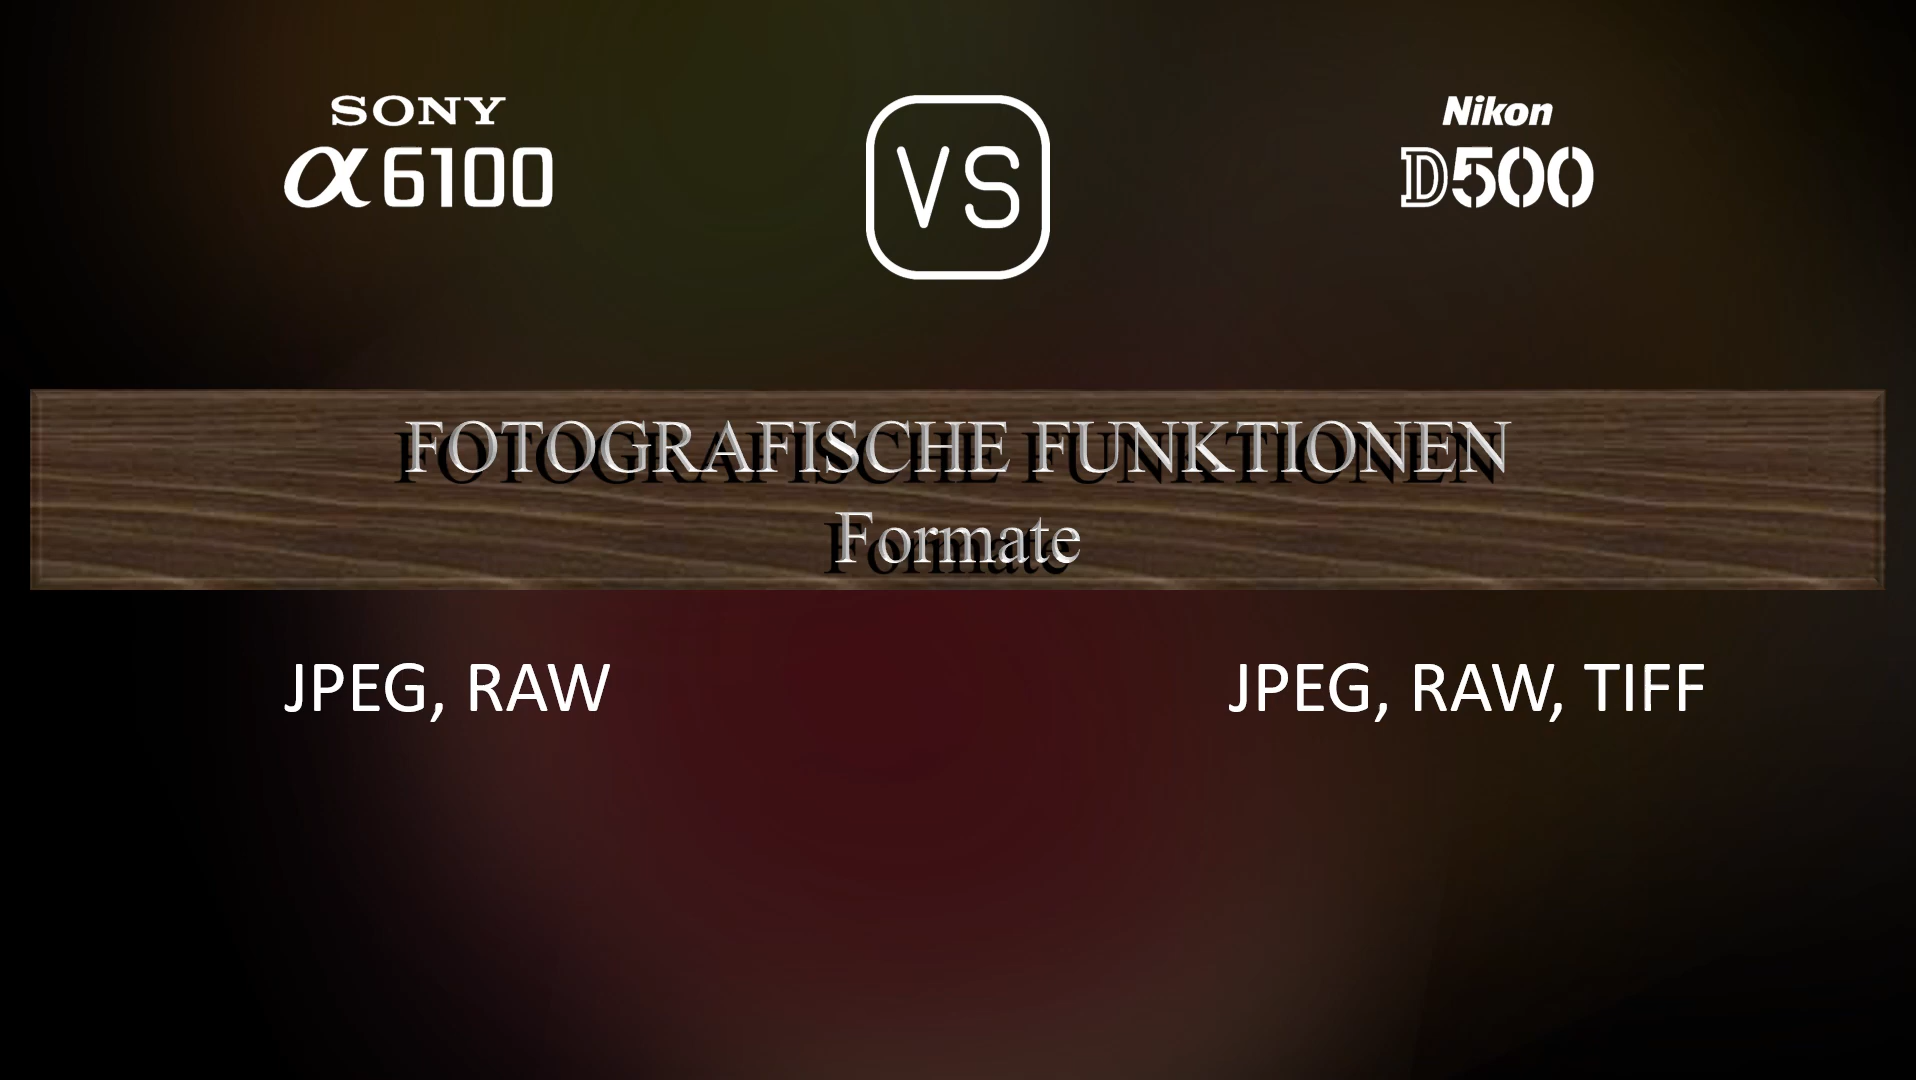 SONY
α6100
VS
Nikon
D500
FOTOGRAFISCHE FUNKTIONEN
Formate
JPEG, RAW
JPEG, RAW, TIFF